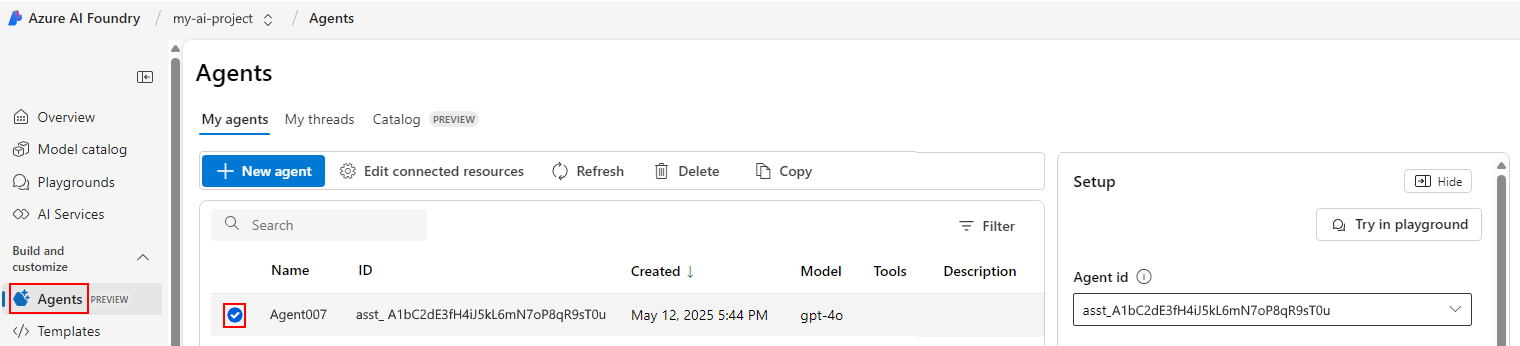 Azure AI Foundry / my-ai-project / Agents
Overview
Model catalog
Playgrounds
AI Services
Build and
customize
Agents PREVIEW
Templates
Agents
My agents My threads Catalog PREVIEW
New agent Edit connected resources Refresh Delete Copy
Search
Filter
Name ID Created ↓ Model Tools Description
Agent007 asst_ A1bC2dE3fH4iJ5kL6mN7oP8qR9sT0u May 12, 2025 5:44 PM gpt-4o
Setup
Hide
Try in playground
Agent id
asst_A1bC2dE3fH4iJ5kL6mN7oP8qR9sT0u